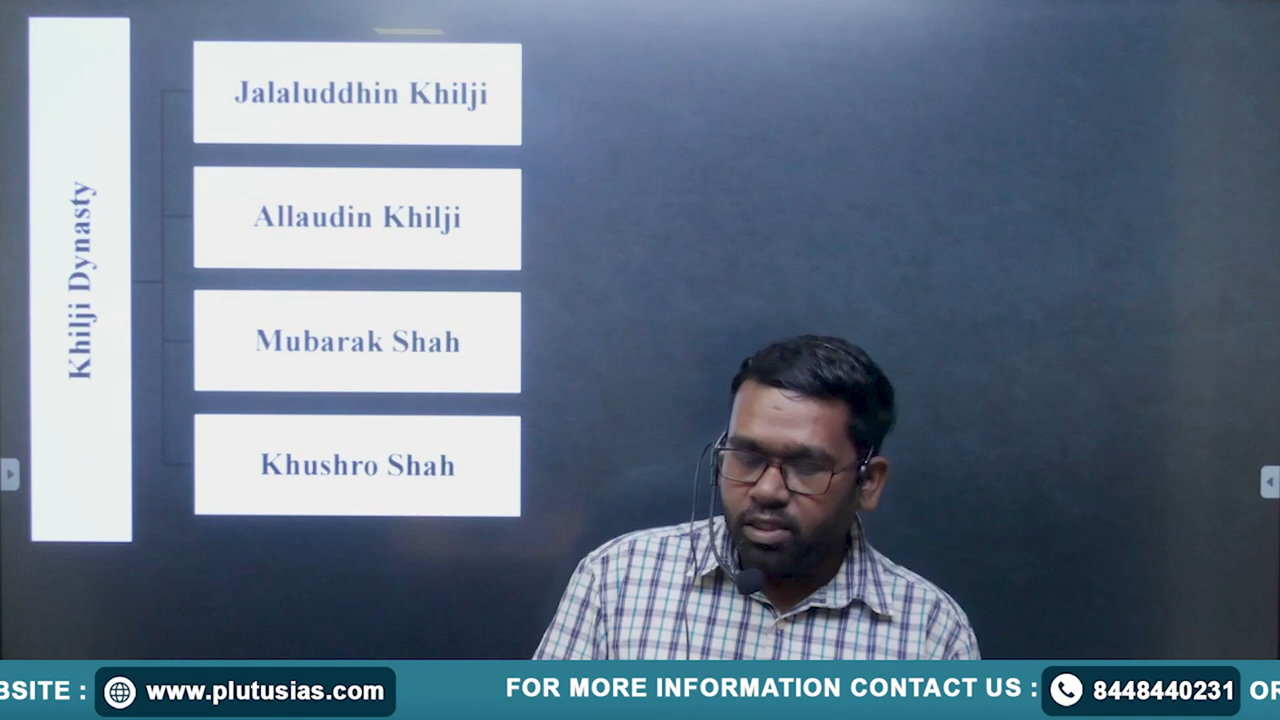 Khilji Dynasty
Jalaluddhin Khilji
Allaudin Khilji
Mubarak Shah
Khushro Shah
BSITE : www.plutusias.com
FOR MORE INFORMATION CONTACT US : 8448440231 OR